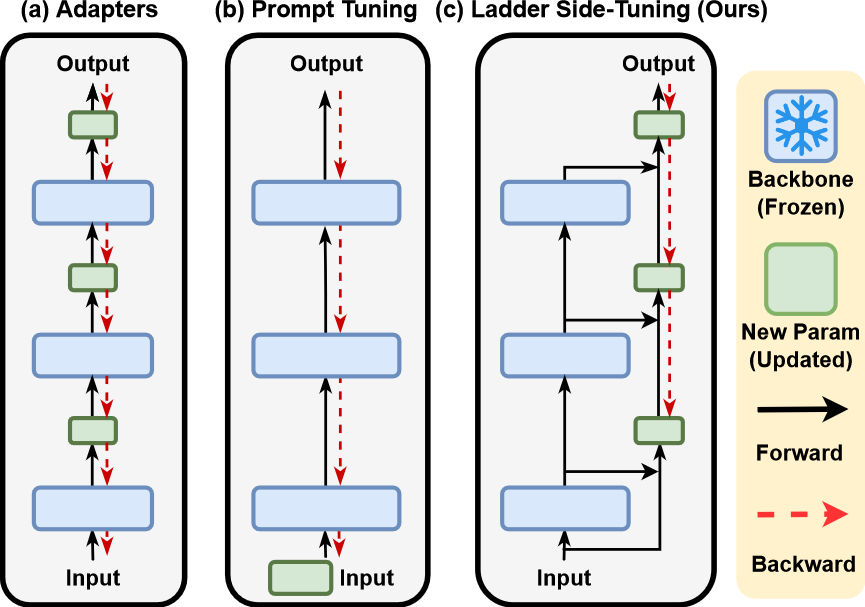 (a) Adapters
(b) Prompt Tuning
(c) Ladder Side-Tuning (Ours)
Output
Input
Output
Input
Output
Input
Backbone
(Frozen)
New Param
(Updated)
Forward
Backward